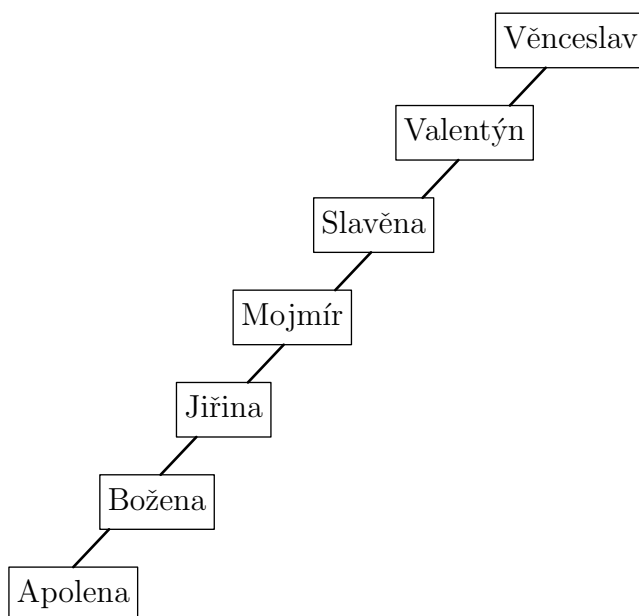 Věnceslav
Valentýn
Slavěna
Mojmír
Jiřina
Božena
Apolena